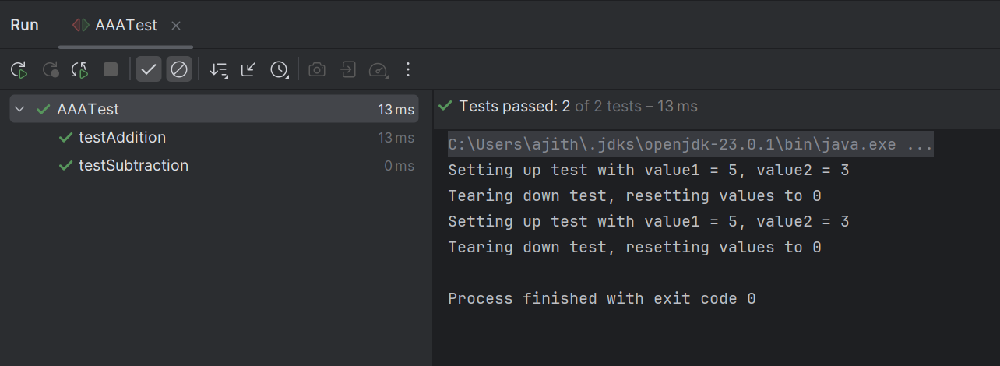 Run AAATest
AAATest 13 ms
testAddition 13 ms
testSubtraction 0 ms
Tests passed: 2 of 2 tests – 13 ms
C:\Users\ajith\.jdks\openjdk-23.0.1\bin\java.exe ...
Setting up test with value1 = 5, value2 = 3
Tearing down test, resetting values to 0
Setting up test with value1 = 5, value2 = 3
Tearing down test, resetting values to 0
Process finished with exit code 0